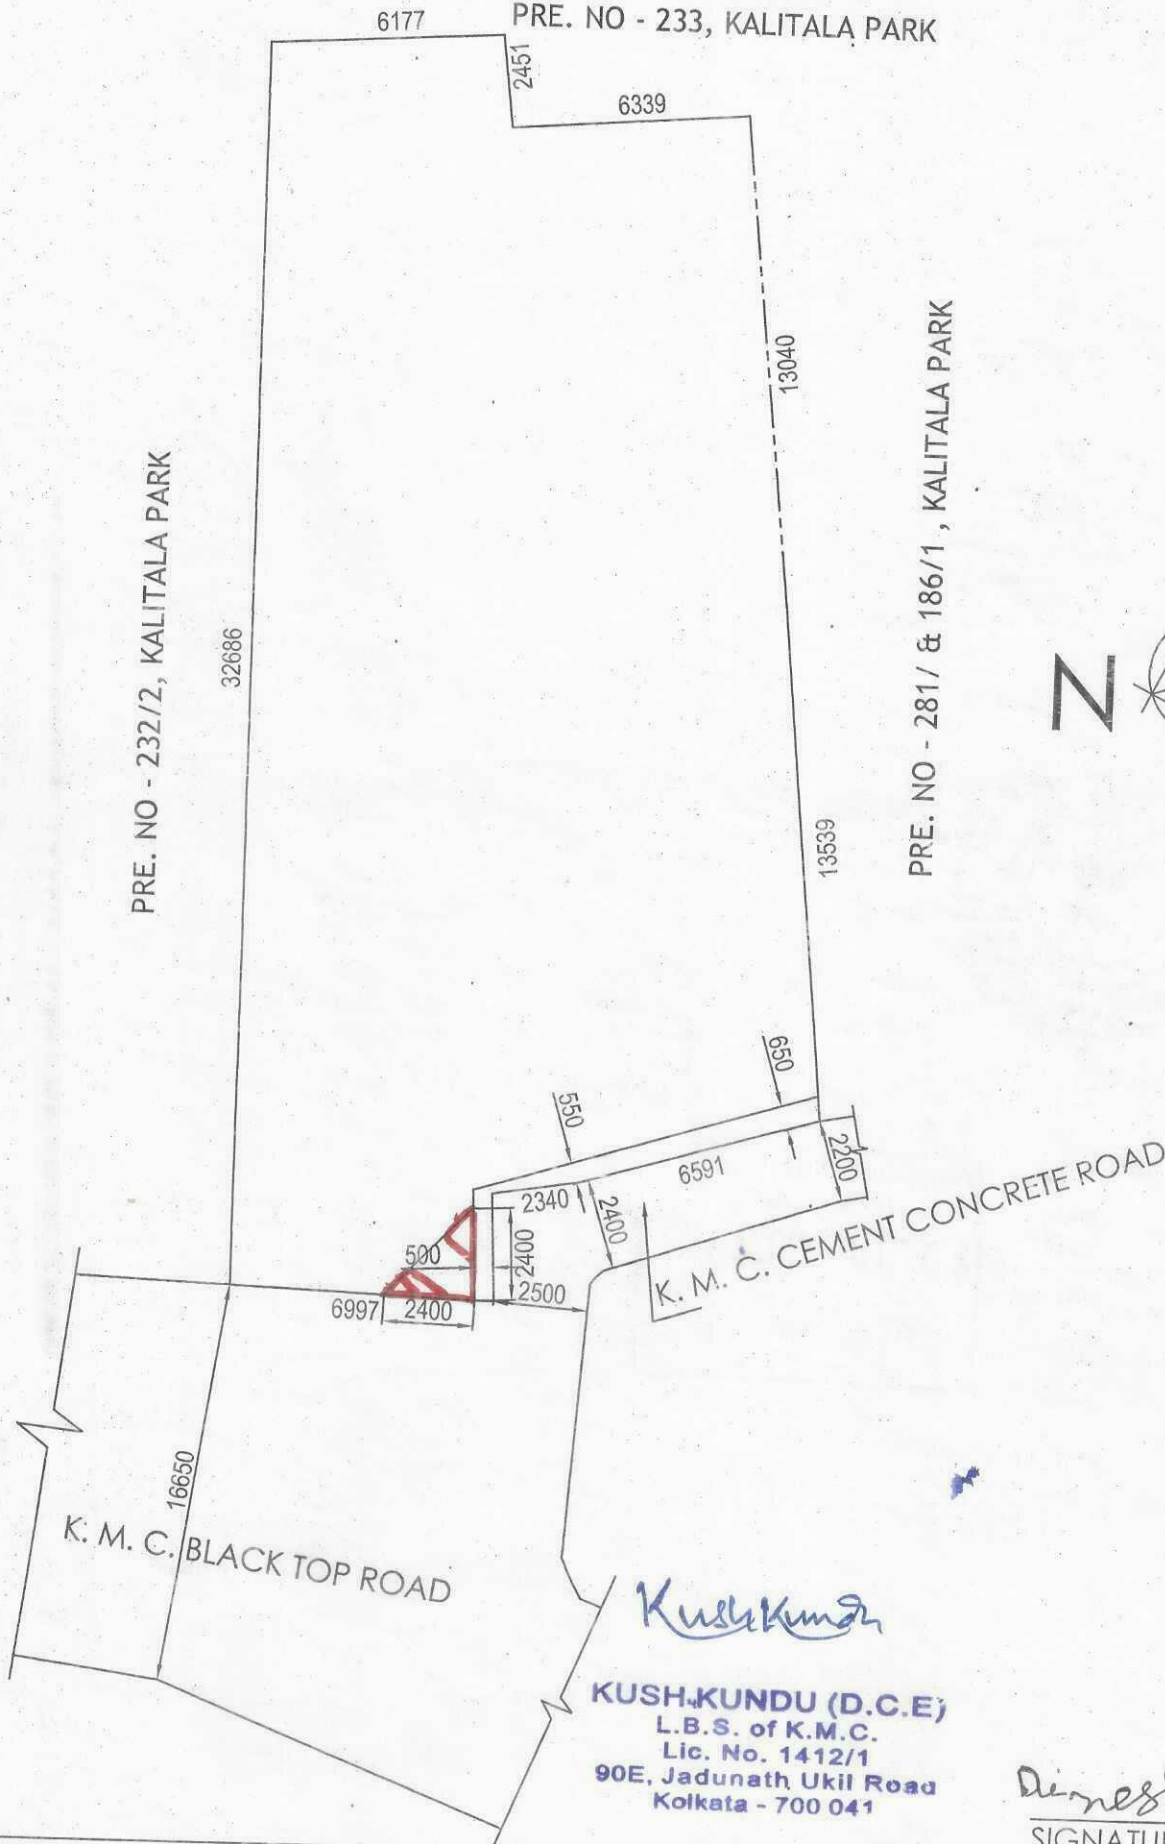 6177
PRE. NO - 233, KALITALA PARK
2451
6339
13040
PRE. NO - 281/ & 186/1 , KALITALA PARK
PRE. NO - 232/2, KALITALA PARK
32686
N
13539
650
550
6591
2200
2340
2400
K. M. C. CEMENT CONCRETE ROAD
500
2400
2500
6997
2400
16650
K. M. C. BLACK TOP ROAD
Kush Kundu
KUSH KUNDU (D.C.E)
L.B.S. of K.M.C.
Lic. No. 1412/1
90E, Jadunath Ukil Road
Kolkata - 700 041